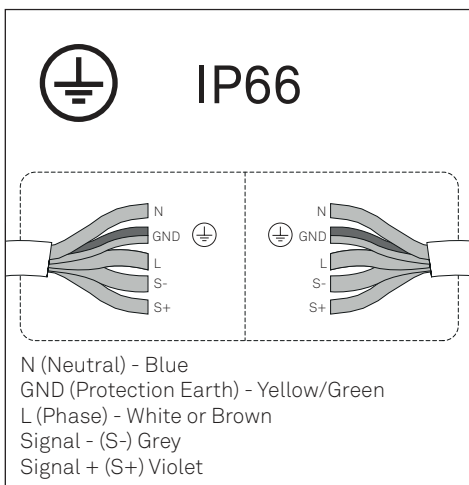 IP66
N N
GND GND
L L
S- S-
S+ S+
N (Neutral) - Blue
GND (Protection Earth) - Yellow/Green
L (Phase) - White or Brown
Signal - (S-) Grey
Signal + (S+) Violet